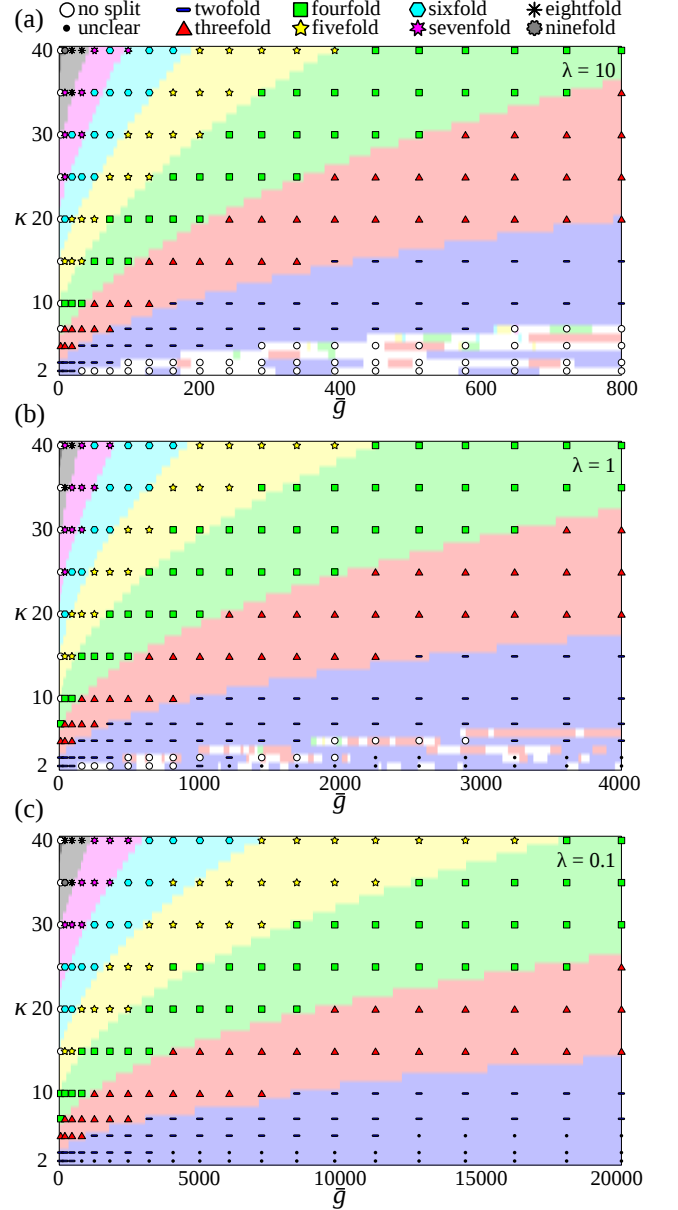 (a)
no split twofold fourfold sixfold eightfold
unclear threefold fivefold sevenfold ninefold
40
λ = 10
30
κ 20
10
2
0 200 400 600 800
ḡ
(b)
40
λ = 1
30
κ 20
10
2
0 1000 2000 3000 4000
ḡ
(c)
40
λ = 0.1
30
κ 20
10
2
0 5000 10000 15000 20000
ḡ